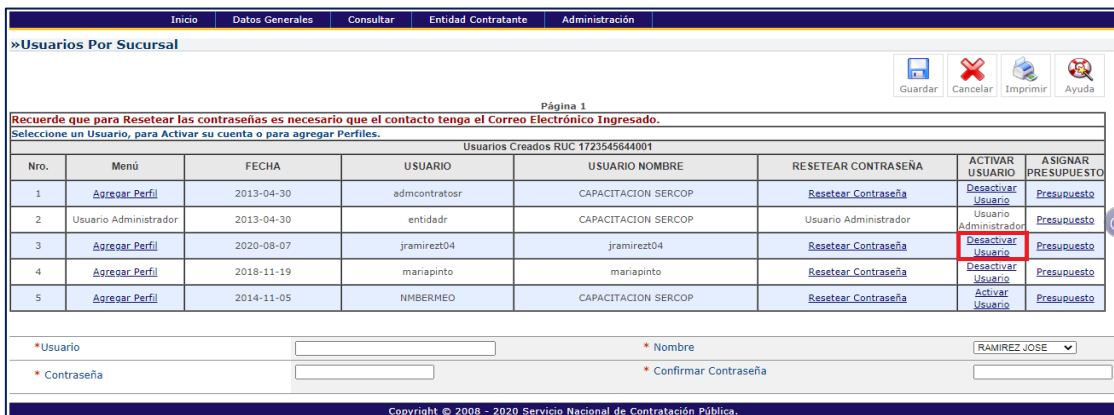 Inicio Datos Generales Consultar Entidad Contratante Administración
»Usuarios Por Sucursal
Guardar Cancelar Imprimir Ayuda
Página 1
Recuerde que para Resetear las contraseñas es necesario que el contacto tenga el Correo Electrónico Ingresado.
Seleccione un Usuario, para Activar su cuenta o para agregar Perfiles.
Usuarios Creados RUC 1723545644001
Nro. Menú FECHA USUARIO USUARIO NOMBRE RESETEAR CONTRASEÑA ACTIVAR USUARIO ASIGNAR PRESUPUESTO
1 Agregar Perfil 2013-04-30 admcontratosr CAPACITACION SERCOP Resetear Contraseña Desactivar Usuario Presupuesto
2 Usuario Administrador 2013-04-30 entidadr CAPACITACION SERCOP Usuario Administrador Usuario Administrador Presupuesto
3 Agregar Perfil 2020-08-07 jramirezt04 jramirezt04 Resetear Contraseña Desactivar Usuario Presupuesto
4 Agregar Perfil 2018-11-19 mariapinto mariapinto Resetear Contraseña Desactivar Usuario Presupuesto
5 Agregar Perfil 2014-11-05 NMBERMEO CAPACITACION SERCOP Resetear Contraseña Activar Usuario Presupuesto
*Usuario * Nombre RAMIREZ JOSE
* Contraseña * Confirmar Contraseña
Copyright © 2008 - 2020 Servicio Nacional de Contratación Pública.